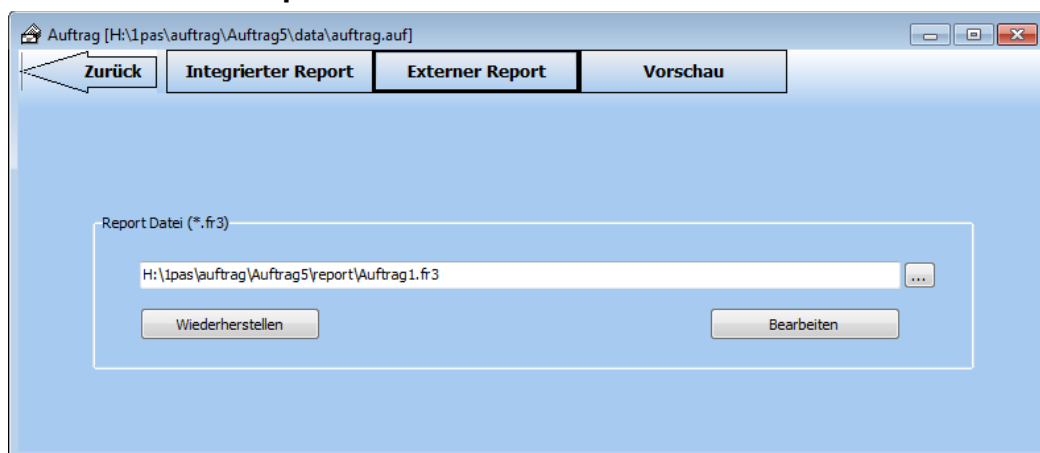 Auftrag [H:\1pas\auftrag\Auftrag5\data\auftrag.auf]
Zurück Integrierter Report Externer Report Vorschau
Report Datei (*.fr3)
H:\1pas\auftrag\Auftrag5\report\Auftrag1.fr3 ...
Wiederherstellen Bearbeiten